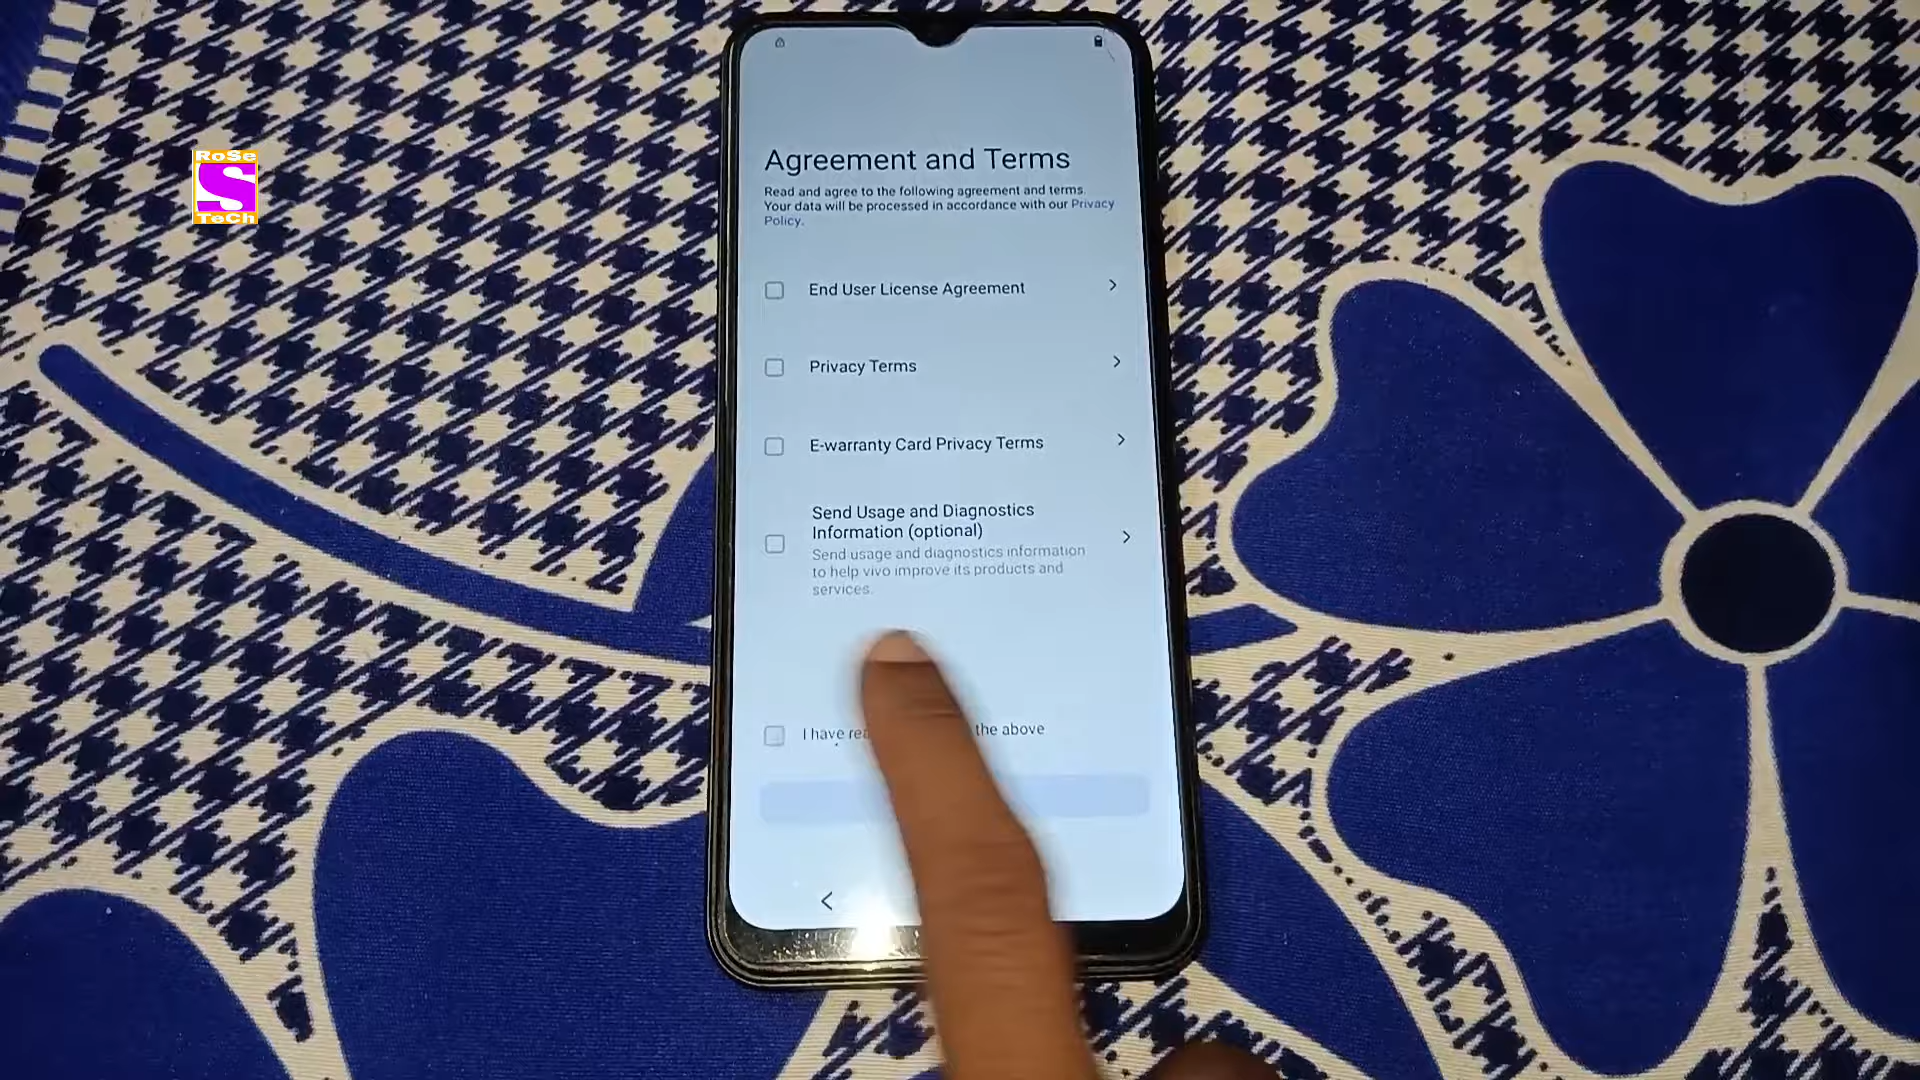 RoSe
S
TeCh
Agreement and Terms
Read and agree to the following agreement and terms.
Your data will be processed in accordance with our Privacy
Policy.
End User License Agreement
Privacy Terms
E-warranty Card Privacy Terms
Send Usage and Diagnostics
Information (optional)
Send usage and diagnostics information
to help vivo improve its products and
services.
I have the above